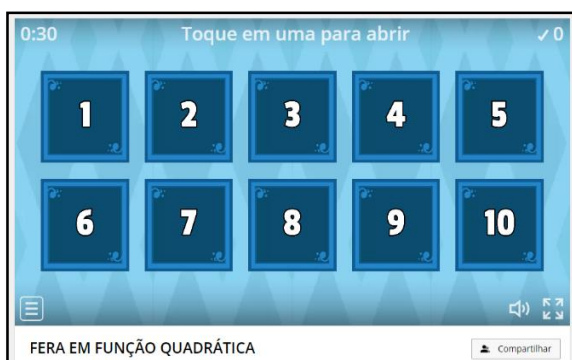 0:30 Toque em uma para abrir ✓0
1 2 3 4 5
6 7 8 9 10
FERA EM FUNÇÃO QUADRÁTICA Compartilhar